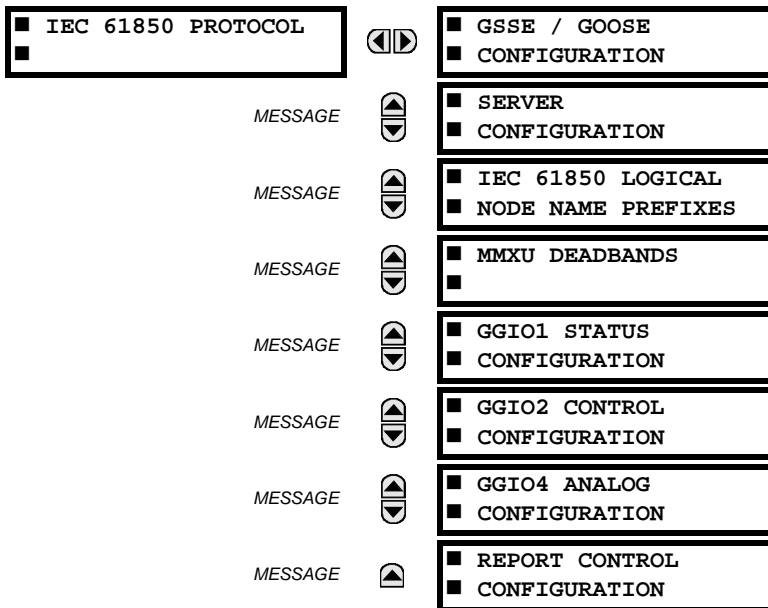 ■ IEC 61850 PROTOCOL
■
■ GSSE / GOOSE
■ CONFIGURATION
MESSAGE
■ SERVER
■ CONFIGURATION
MESSAGE
■ IEC 61850 LOGICAL
■ NODE NAME PREFIXES
MESSAGE
■ MMXU DEADBANDS
■
MESSAGE
■ GGIO1 STATUS
■ CONFIGURATION
MESSAGE
■ GGIO2 CONTROL
■ CONFIGURATION
MESSAGE
■ GGIO4 ANALOG
■ CONFIGURATION
MESSAGE
■ REPORT CONTROL
■ CONFIGURATION